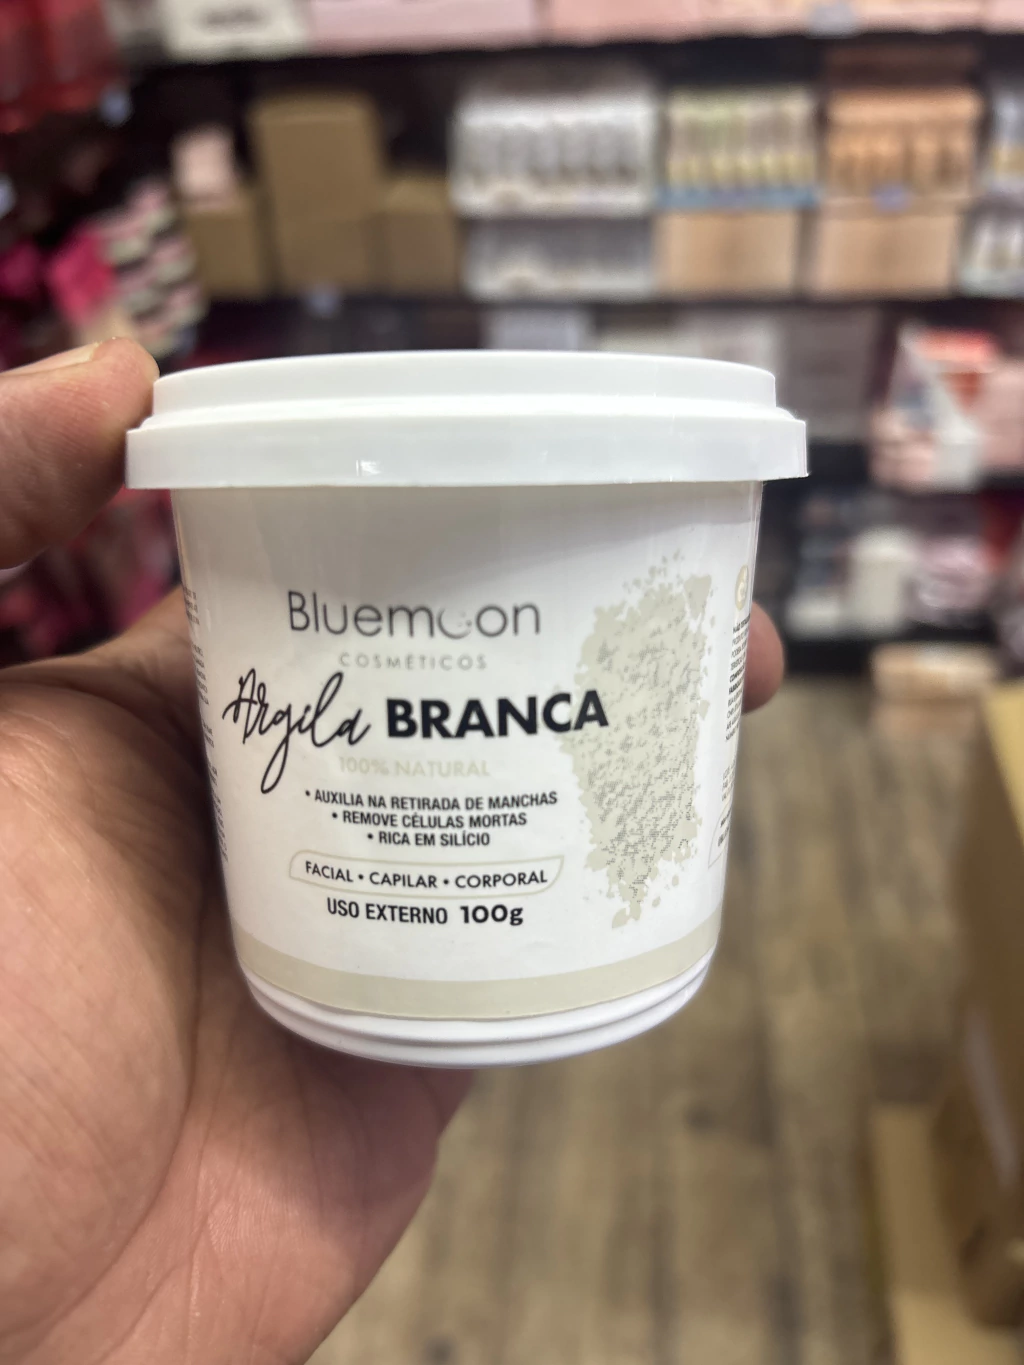 Bluemoon
COSMÉTICOS
Argila BRANCA
100% NATURAL
• AUXILIA NA RETIRADA DE MANCHAS
• REMOVE CÉLULAS MORTAS
• RICA EM SILÍCIO
FACIAL • CAPILAR • CORPORAL
USO EXTERNO 100g